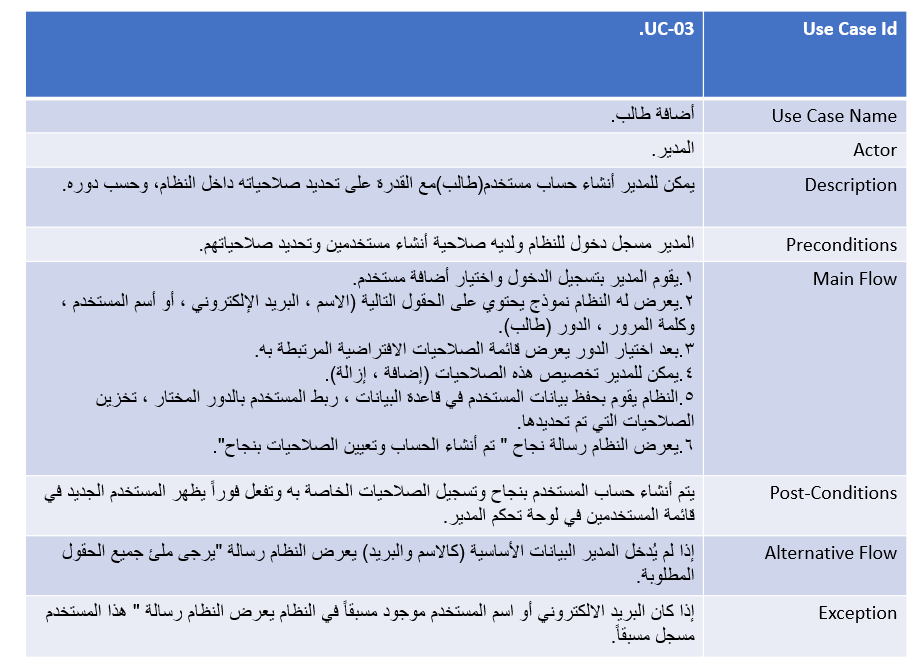 Use Case Id
UC-03.
Use Case Name
أضافة طالب.
Actor
المدير.
Description
يمكن للمدير أنشاء حساب مستخدم(طالب)مع القدرة على تحديد صلاحياته داخل النظام، وحسب دوره.
Preconditions
المدير مسجل دخول للنظام ولديه صلاحية أنشاء مستخدمين وتحديد صلاحياتهم.
Main Flow
١.يقوم المدير بتسجيل الدخول واختيار أضافة مستخدم.
٢.يعرض له النظام نموذج يحتوي على الحقول التالية (الاسم ، البريد الإلكتروني ، أو أسم المستخدم ،
وكلمة المرور ، الدور (طالب).
٣.بعد اختيار الدور يعرض قائمة الصلاحيات الافتراضية المرتبطة به.
٤.يمكن للمدير تخصيص هذه الصلاحيات (إضافة ، إزالة).
٥.النظام يقوم بحفظ بيانات المستخدم في قاعدة البيانات ، ربط المستخدم بالدور المختار ، تخزين
الصلاحيات التي تم تحديدها.
٦.يعرض النظام رسالة نجاح " تم أنشاء الحساب وتعيين الصلاحيات بنجاح".
Post-Conditions
يتم أنشاء حساب المستخدم بنجاح وتسجيل الصلاحيات الخاصة به وتفعل فوراً يظهر المستخدم الجديد في
قائمة المستخدمين في لوحة تحكم المدير.
Alternative Flow
إذا لم يُدخل المدير البيانات الأساسية (كالاسم والبريد) يعرض النظام رسالة "يرجى ملئ جميع الحقول
المطلوبة.
Exception
إذا كان البريد الالكتروني أو اسم المستخدم موجود مسبقاً في النظام يعرض النظام رسالة " هذا المستخدم
مسجل مسبقاً.